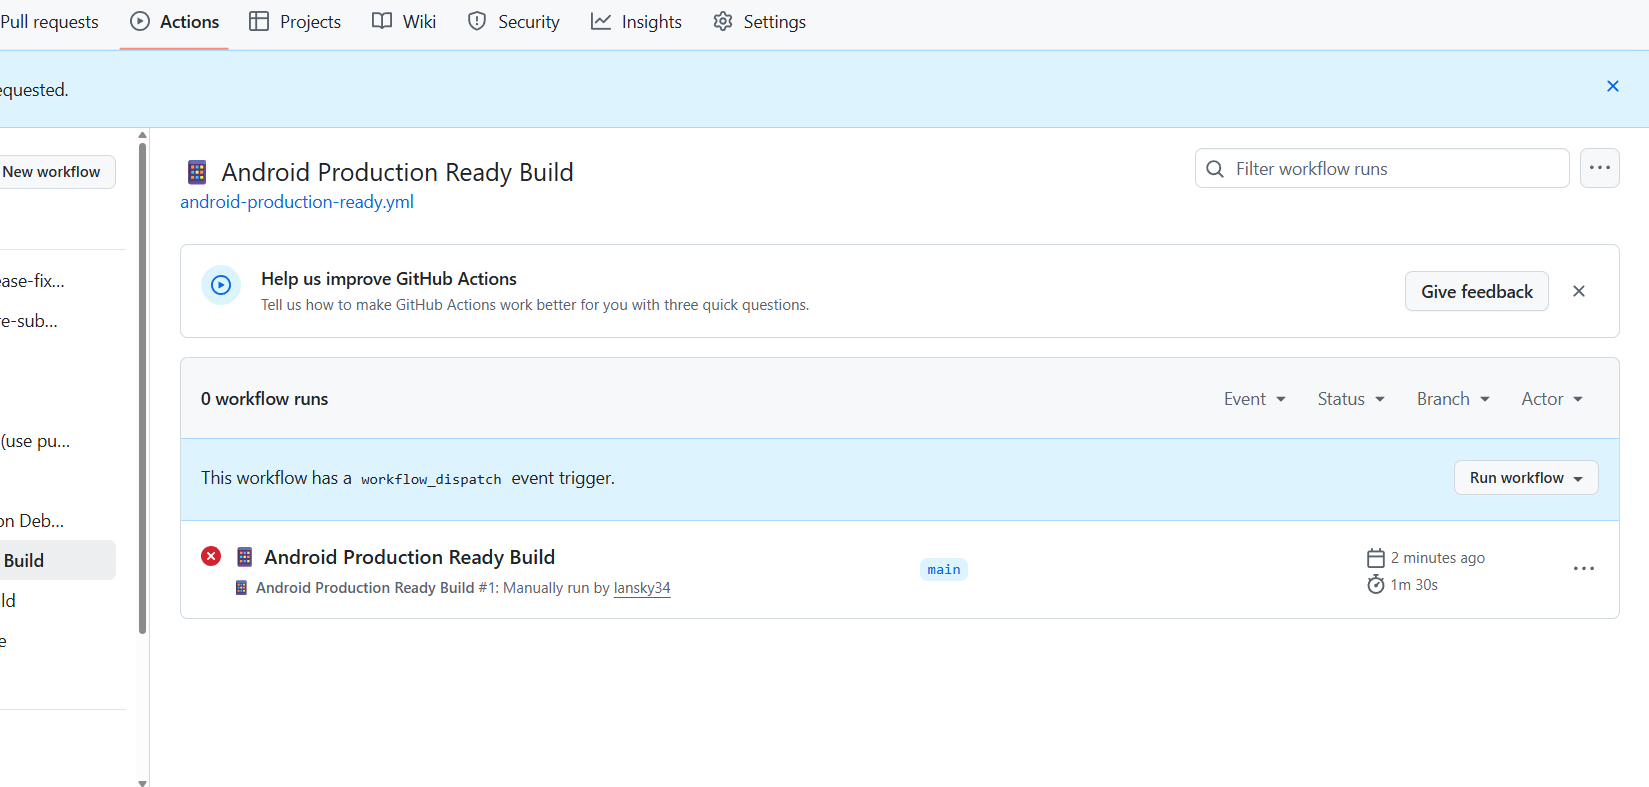 Pull requests
Actions
Projects
Wiki
Security
Insights
Settings
equested.
New workflow
ease-fix...
re-sub...
(use pu...
on Deb...
Build
ld
e
Android Production Ready Build
android-production-ready.yml
Filter workflow runs
Help us improve GitHub Actions
Tell us how to make GitHub Actions work better for you with three quick questions.
Give feedback
0 workflow runs
Event
Status
Branch
Actor
This workflow has a workflow_dispatch event trigger.
Run workflow
Android Production Ready Build
Android Production Ready Build #1: Manually run by lansky34
main
2 minutes ago
1m 30s